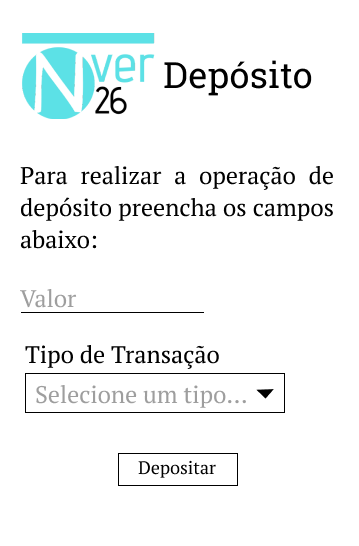 Nver
26
Depósito
Para realizar a operação de
depósito preencha os campos
abaixo:
Valor
Tipo de Transação
Selecione um tipo...
Depositar